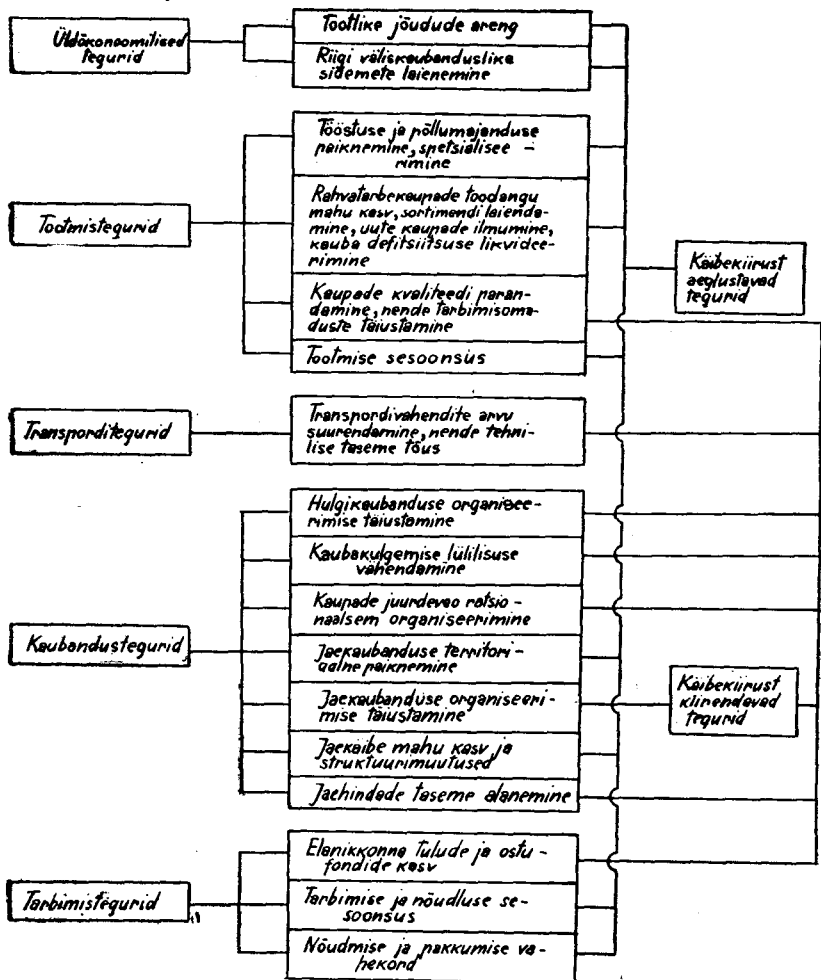 Üldökonoomilised
tegurid
Tootlike jõudude areng
Riigi väliskaubanduslike
sidemete laienemine
Tootmistegurid
Tööstuse ja põllumajanduse
paiknemine, spetsialisee -
rimine
Rahvatarbekaupade toodangu
mahu kasv, sortimendi laienda-
mine, uute kaupade ilmumine,
kauba defitsiitsuse likvidee-
rimine
Kaupade kvaliteedi paran-
damine, nende tarbimisoma-
duste täiustamine
Tootmise sesoonsus
Käibekiirust
aeglustavad
tegurid
Transporditegurid
Transpordivahendite arvu
suurendamine, nende tehni-
lise taseme tõus
Kaubandustegurid
Hulgikaubanduse organisee-
rimise täiustamine
Kaubakulgemise lülilisuse
vähendamine
Kaupade juurdeveo ratsio -
naalsem organiseerimine
Jaekaubanduse territori-
aalne paiknemine
Jaekaubanduse organiseeri-
mise täiustamine
Jaekäibe mahu kasv ja
struktuurimuutused
Jaehindade taseme alanemine
Käibekiirust
kiirendavad
tegurid
Tarbimistegurid
Elanikkonna tulude ja ostu -
fondide kasv
Tarbimise ja nõudluse se-
soonsus
Nõudmise ja pakkumise va-
hekord